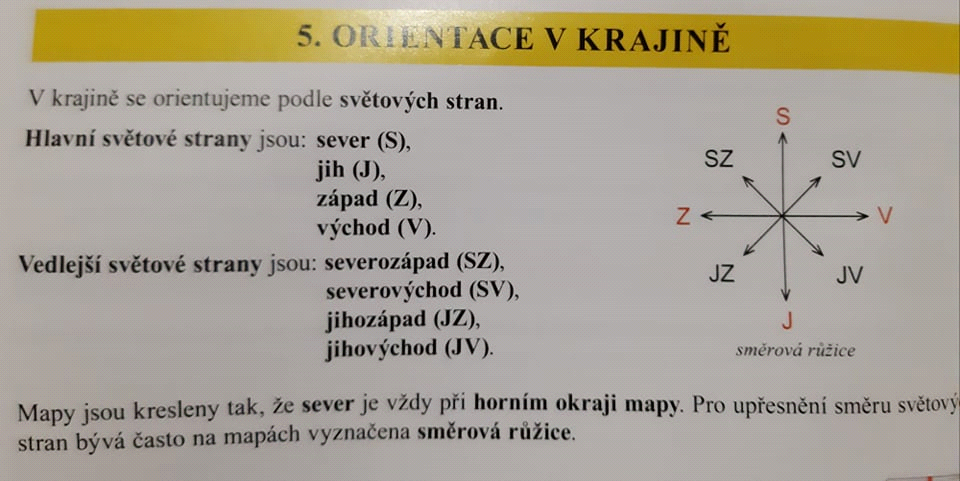 5. ORIENTACE V KRAJINĚ
V krajině se orientujeme podle světových stran.
Hlavní světové strany jsou: sever (S),
jih (J),
západ (Z),
východ (V).
Vedlejší světové strany jsou: severozápad (SZ),
severovýchod (SV),
jihozápad (JZ),
jihovýchod (JV).
S
SZ SV
Z V
JZ JV
J
směrová růžice
Mapy jsou kresleny tak, že sever je vždy při horním okraji mapy. Pro upřesnění směru světový
stran bývá často na mapách vyznačena směrová růžice.